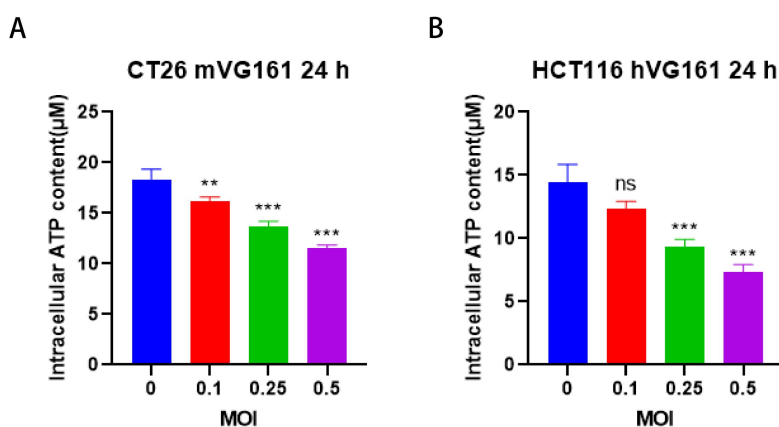 A
CT26 mVG161 24 h
Intracellular ATP content(μM)
25
20
15
10
5
0
**
***
***
0 0.1 0.25 0.5
MOI
B
HCT116 hVG161 24 h
Intracellular ATP content(μM)
20
15
10
5
0
ns
***
***
0 0.1 0.25 0.5
MOI